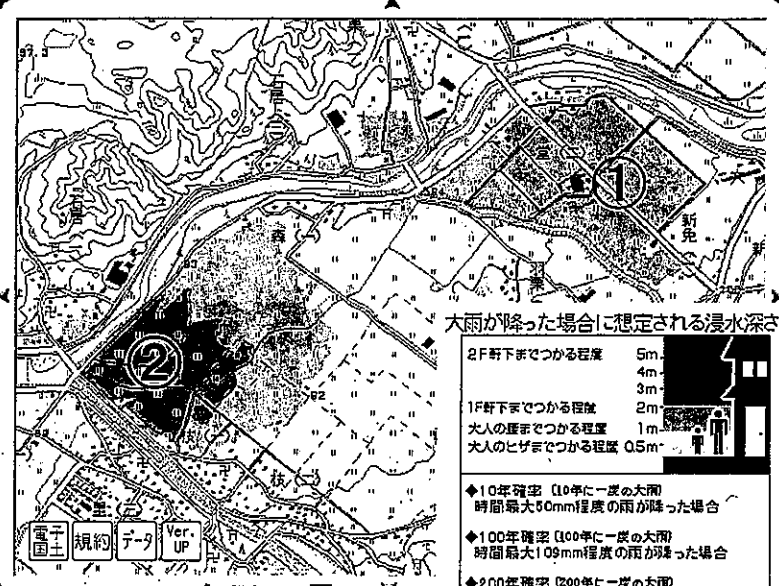 97.3
森
①
新免
羽栗
②
82
枝
大雨が降った場合に想定される浸水深さ
2F軒下までつかる程度 5m
4m
3m
1F軒下までつかる程度 2m
大人の腰までつかる程度 1m
大人のヒザまでつかる程度 0.5m
◆10年確率(10年に一度の大雨)
時間最大50mm程度の雨が降った場合
◆100年確率(100年に一度の大雨)
時間最大109mm程度の雨が降った場合
◆200年確率(200年に一度の大雨)
電子国土
規約
データ
Ver.UP